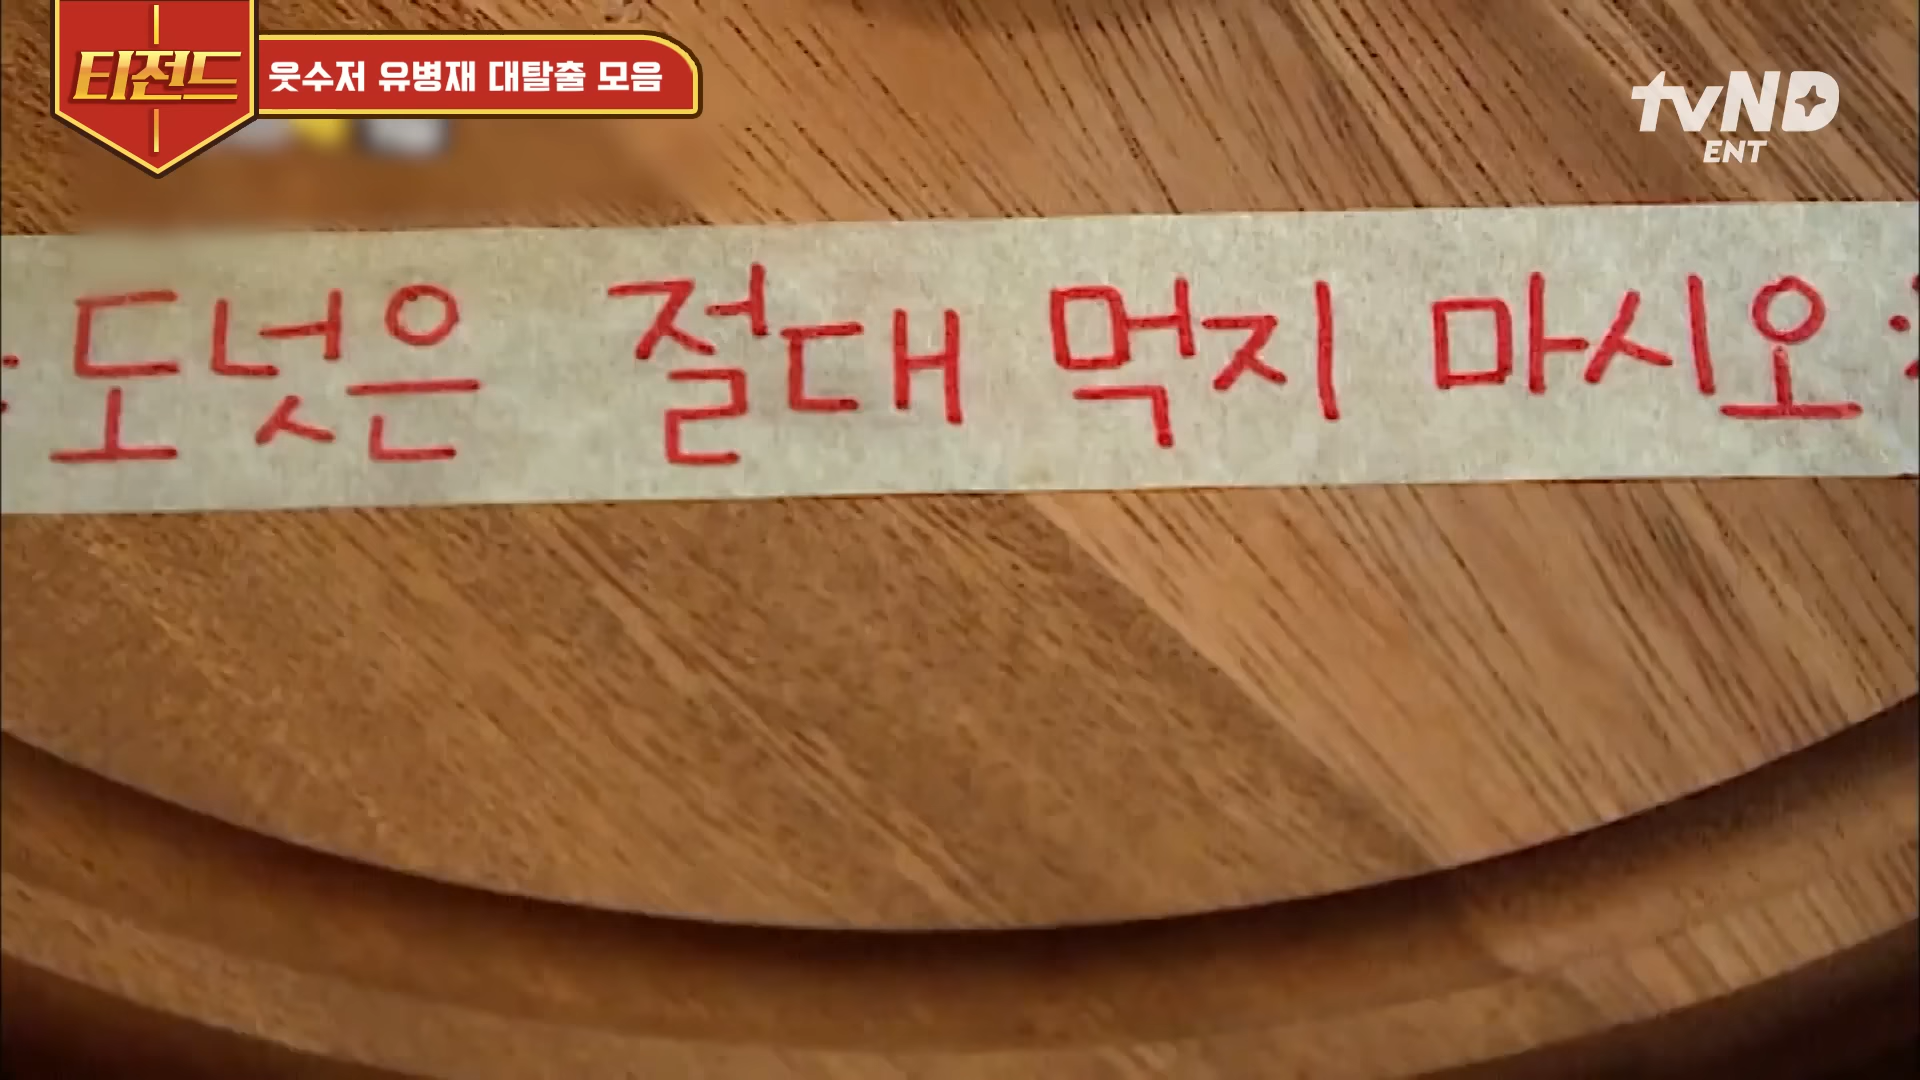 티전드
웃수저 유병재 대탈출 모음
tvND
ENT
도넛은 절대 먹지 마시오